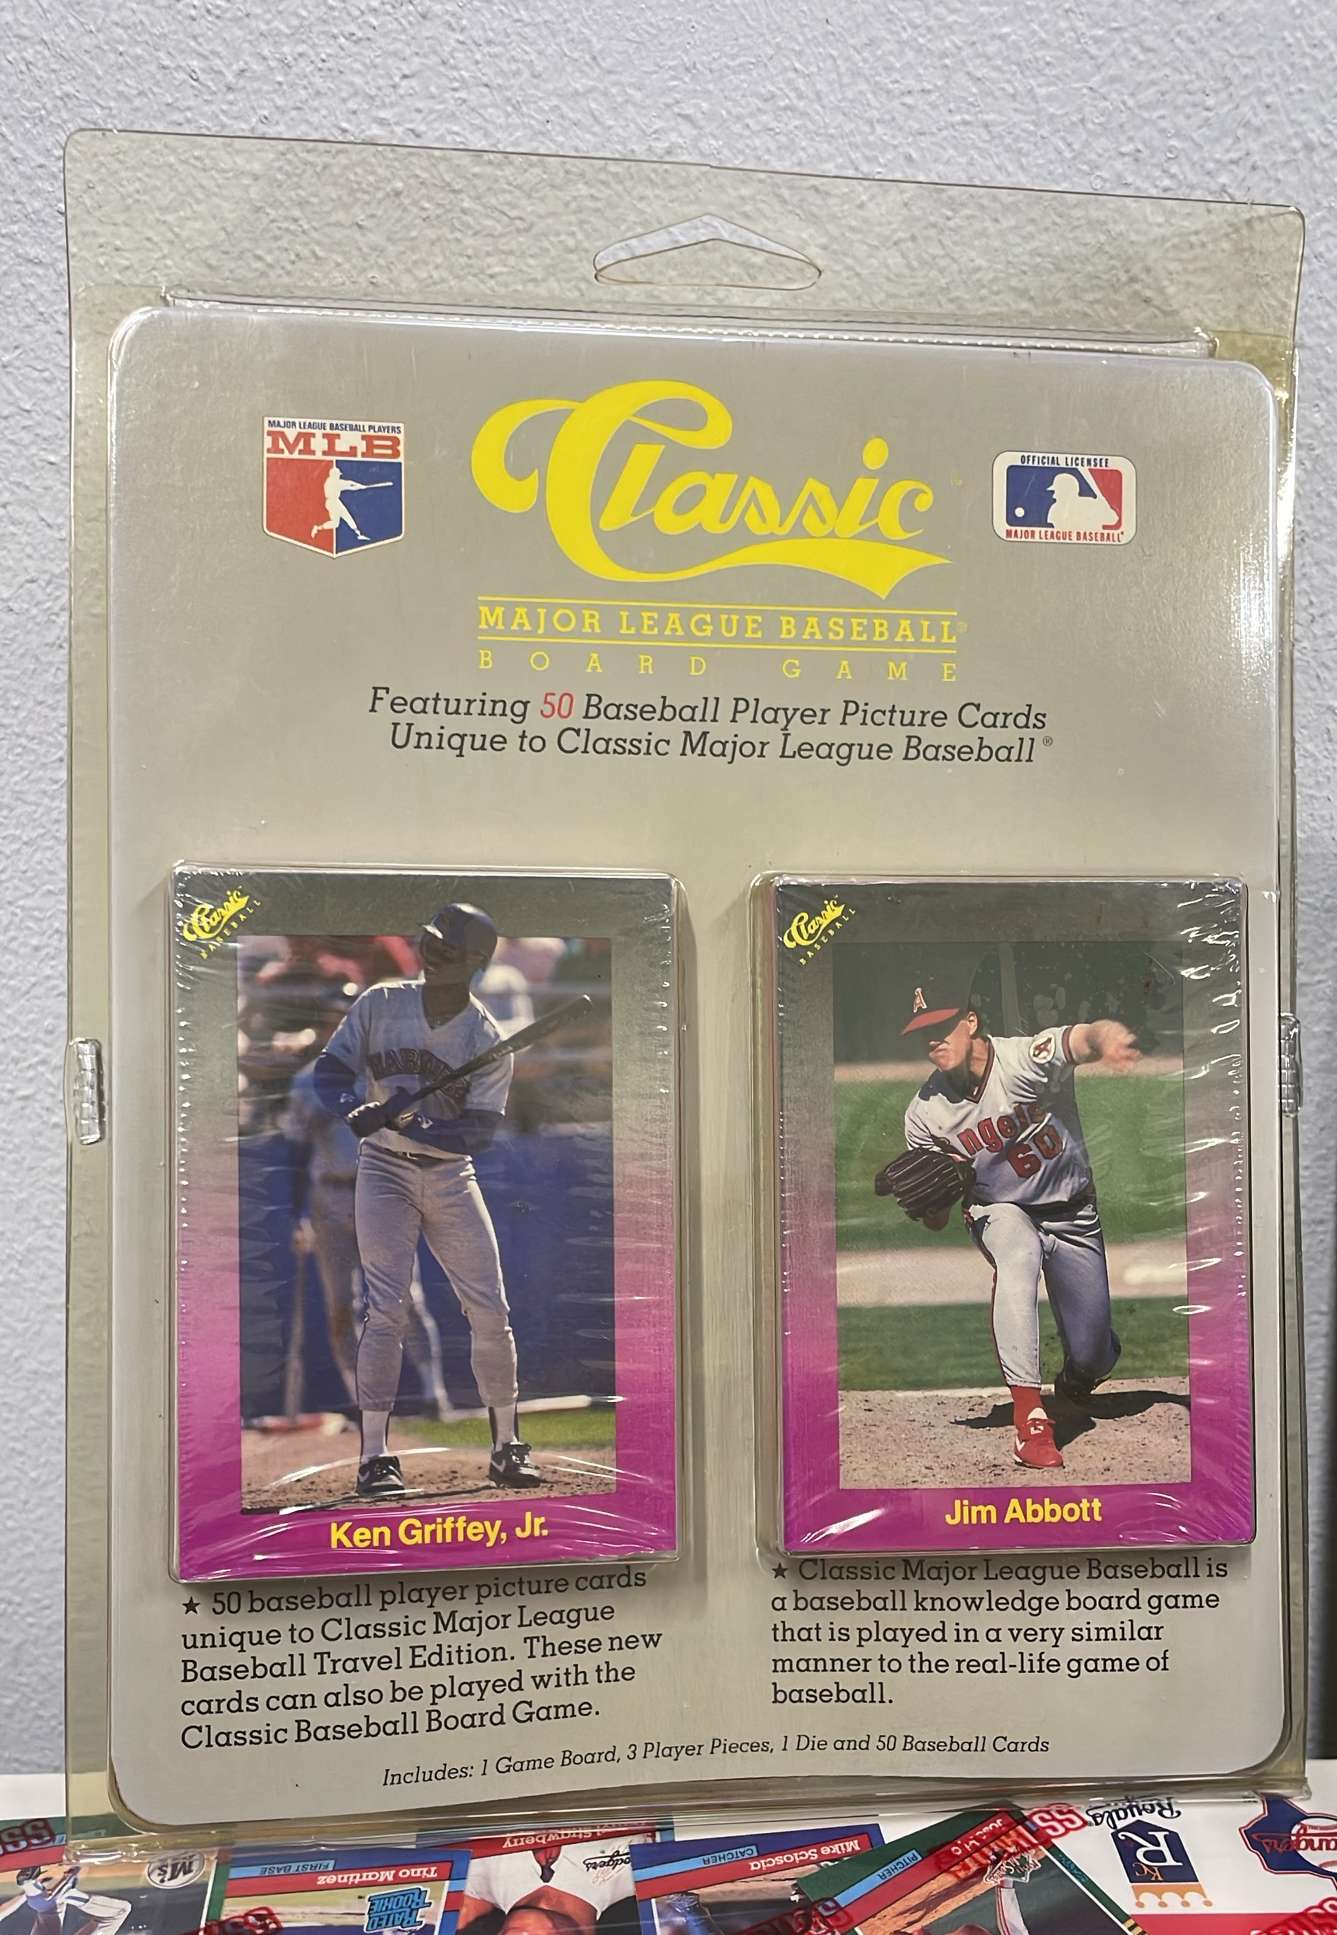 MAJOR LEAGUE BASEBALL PLAYERS
MLB
Classic
MAJOR LEAGUE BASEBALL®
BOARD GAME
OFFICIAL LICENSEE
MAJOR LEAGUE BASEBALL®
Featuring 50 Baseball Player Picture Cards
Unique to Classic Major League Baseball®
Classic
BASEBALL
MARINERS
Ken Griffey, Jr.
Classic
BASEBALL
A
Angels
60
Jim Abbott
★ 50 baseball player picture cards
unique to Classic Major League
Baseball Travel Edition. These new
cards can also be played with the
Classic Baseball Board Game.
★ Classic Major League Baseball is
a baseball knowledge board game
that is played in a very similar
manner to the real-life game of
baseball.
Includes: 1 Game Board, 3 Player Pieces, 1 Die and 50 Baseball Cards
M's
FIRST BASE
Tino Martinez
RATED ROOKIE
Strawberry
CATCHER
Mike Scioscia
PITCHER
Royals
KC
R